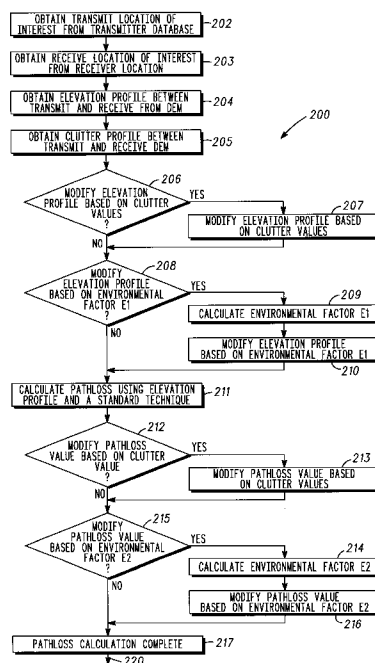 OBTAIN TRANSMIT LOCATION OF
INTEREST FROM TRANSMITTER DATABASE
202
OBTAIN RECEIVE LOCATION OF INTEREST
FROM RECEIVER LOCATION
203
OBTAIN ELEVATION PROFILE BETWEEN
TRANSMIT AND RECEIVE FROM DEM
204
OBTAIN CLUTTER PROFILE BETWEEN
TRANSMIT AND RECEIVE DEM
205
200
206
MODIFY ELEVATION
PROFILE BASED ON CLUTTER
VALUES
?
YES
207
MODIFY ELEVATION PROFILE BASED
ON CLUTTER VALUES
NO
208
MODIFY
ELEVATION PROFILE
BASED ON ENVIRONMENTAL
FACTOR E1
?
YES
209
CALCULATE ENVIRONMENTAL FACTOR E1
NO
MODIFY ELEVATION PROFILE
BASED ON ENVIRONMENTAL FACTOR E1
210
CALCULATE PATHLOSS USING ELEVATION
PROFILE AND A STANDARD TECHNIQUE
211
212
MODIFY PATHLOSS
VALUE BASED ON CLUTTER
VALUE
?
YES
213
MODIFY PATHLOSS VALUE BASED
ON CLUTTER VALUES
NO
215
MODIFY
PATHLOSS VALUE
BASED ON ENVIRONMENTAL
FACTOR E2
?
YES
214
CALCULATE ENVIRONMENTAL FACTOR E2
NO
MODIFY PATHLOSS VALUE
BASED ON ENVIRONMENTAL FACTOR E2
216
PATHLOSS CALCULATION COMPLETE
217
220